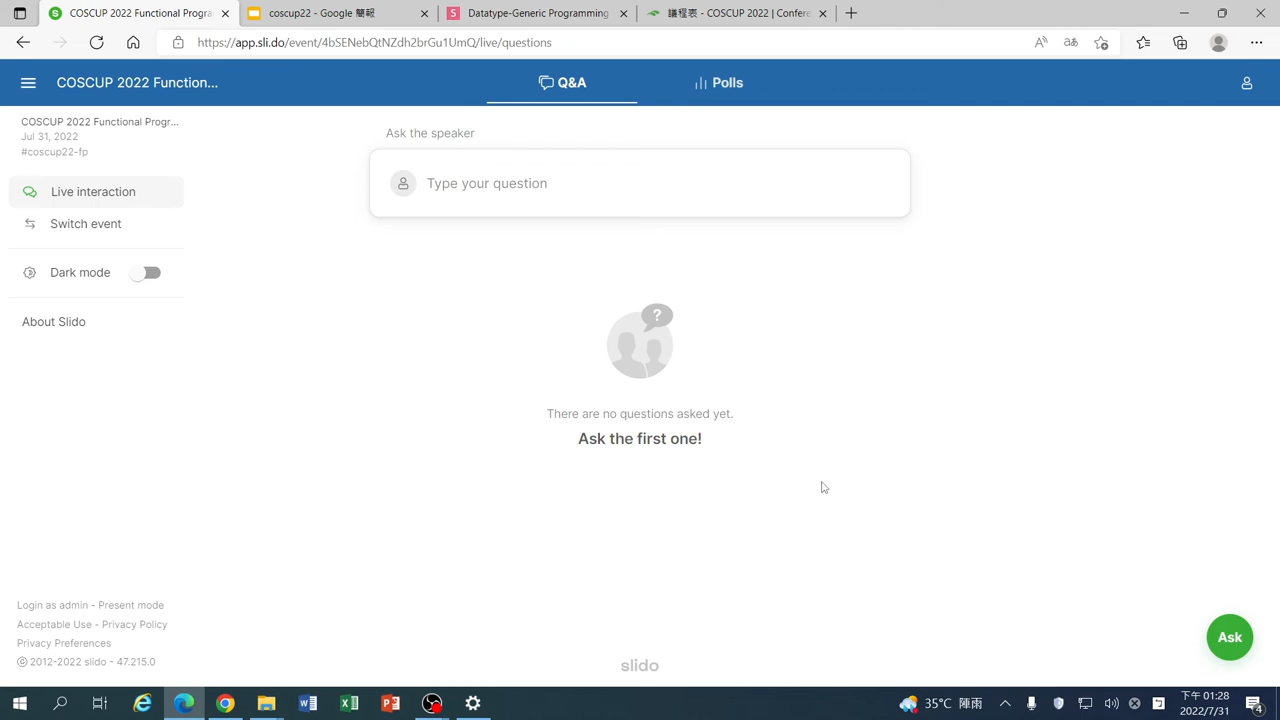 COSCUP 2022 Functional Progra
coscup22 - Google 簡報
Datatype-Generic Programming
議程表 - COSCUP 2022 | Confere
https://app.sli.do/event/4bSENebQtNZdh2brGu1UmQ/live/questions
COSCUP 2022 Function...
Q&A
Polls
COSCUP 2022 Functional Progr...
Jul 31, 2022
#coscup22-fp
Live interaction
Switch event
Dark mode
About Slido
Ask the speaker
Type your question
?
There are no questions asked yet.
Ask the first one!
Login as admin - Present mode
Acceptable Use - Privacy Policy
Privacy Preferences
© 2012-2022 slido - 47.215.0
slido
Ask
35°C 陣雨
下午 01:28
2022/7/31
4